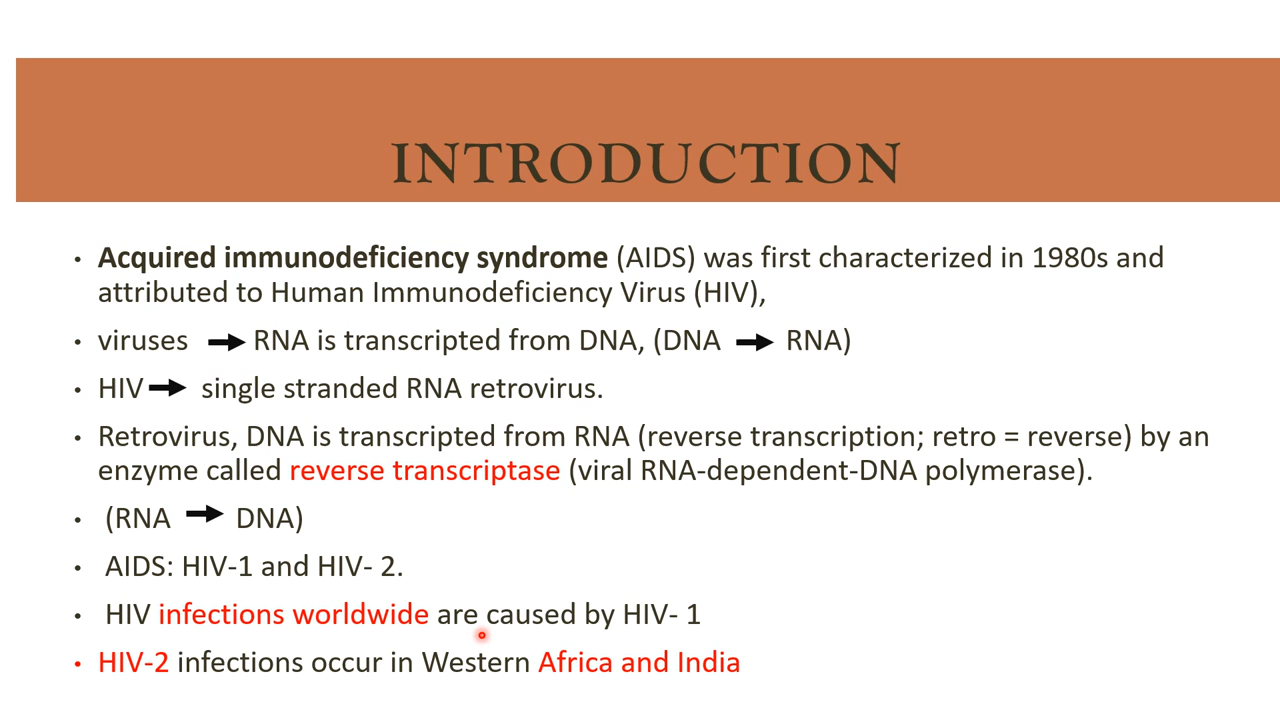 INTRODUCTION
• Acquired immunodeficiency syndrome (AIDS) was first characterized in 1980s and
attributed to Human Immunodeficiency Virus (HIV),
• viruses → RNA is transcripted from DNA, (DNA → RNA)
• HIV → single stranded RNA retrovirus.
• Retrovirus, DNA is transcripted from RNA (reverse transcription; retro = reverse) by an
enzyme called reverse transcriptase (viral RNA-dependent-DNA polymerase).
• (RNA → DNA)
• AIDS: HIV-1 and HIV- 2.
• HIV infections worldwide are caused by HIV- 1
• HIV-2 infections occur in Western Africa and India